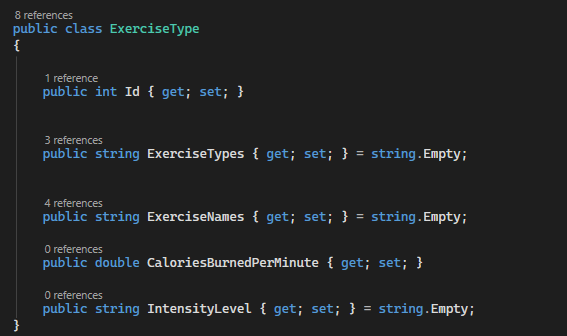 8 references
public class ExerciseType
{
1 reference
public int Id { get; set; }
3 references
public string ExerciseTypes { get; set; } = string.Empty;
4 references
public string ExerciseNames { get; set; } = string.Empty;
0 references
public double CaloriesBurnedPerMinute { get; set; }
0 references
public string IntensityLevel { get; set; } = string.Empty;
}